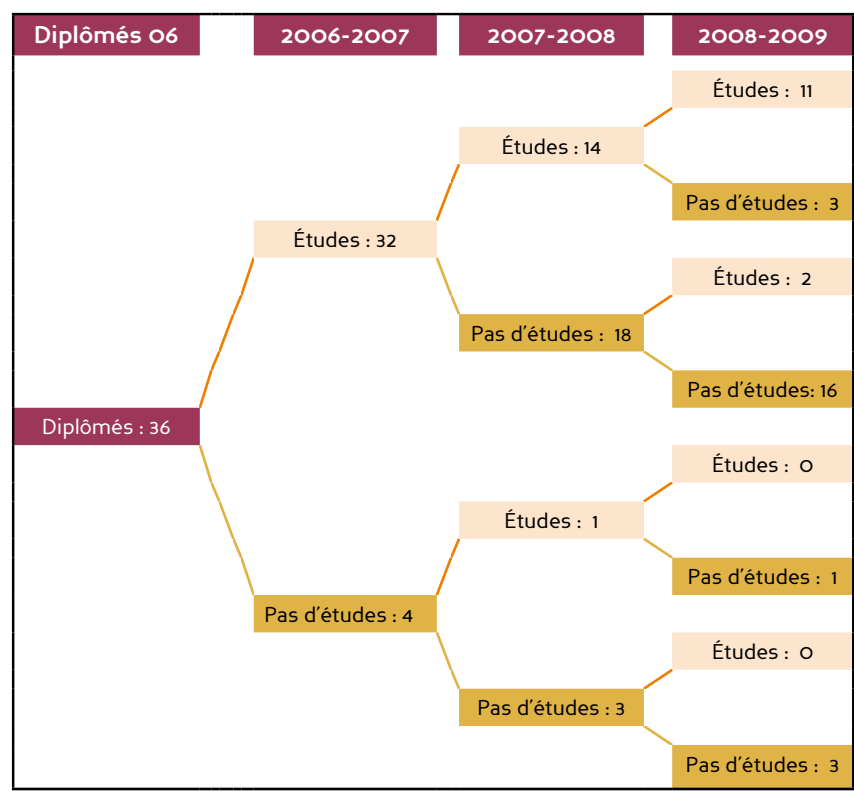 Diplômés 06 2006-2007 2007-2008 2008-2009
Études : 11
Études : 14
Pas d'études : 3
Études : 32
Études : 2
Pas d'études : 18
Pas d'études: 16
Diplômés : 36
Études : 0
Études : 1
Pas d'études : 1
Pas d'études : 4
Études : 0
Pas d'études : 3
Pas d'études : 3